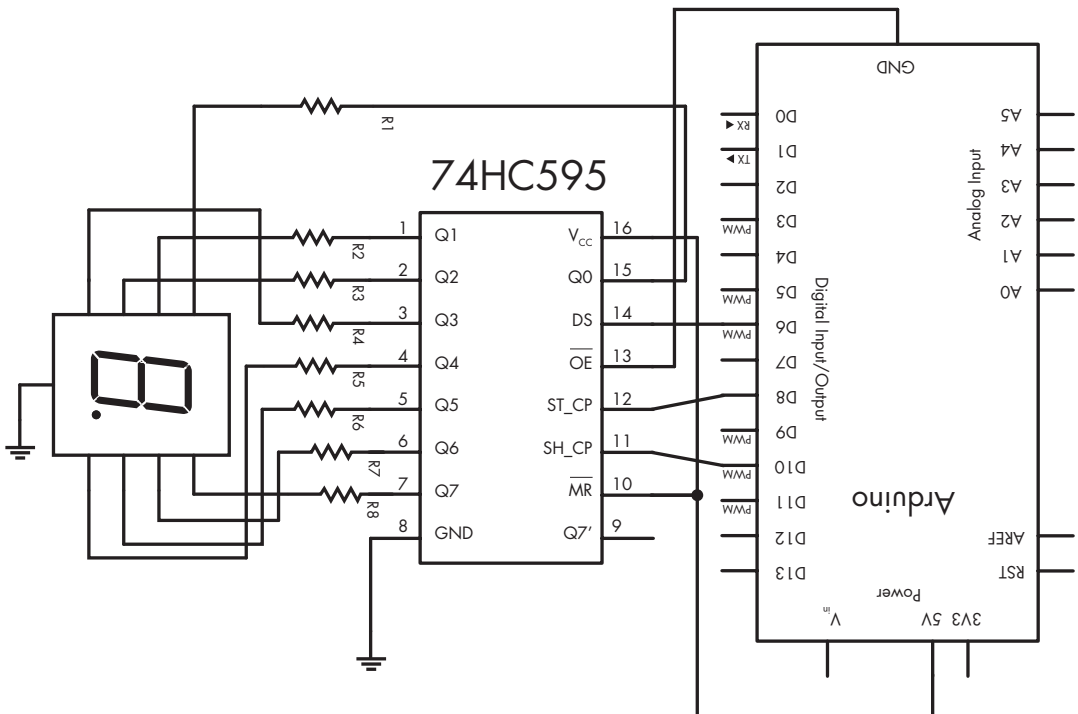 74HC595
R1
R2
R3
R4
R5
R6
R7
R8
1 Q1
2 Q2
3 Q3
4 Q4
5 Q5
6 Q6
7 Q7
8 GND
VCC 16
Q0 15
DS 14
OE 13
ST_CP 12
SH_CP 11
MR 10
Q7' 9
GND
D0
RX ◀
D1
TX ◀
D2
D3
PWM
D4
D5
PWM
D6
PWM
D7
D8
D9
PWM
D10
PWM
D11
PWM
D12
D13
Digital Input/Output
A5
A4
A3
A2
A1
A0
Analog Input
Arduino
AREF
RST
Power
Vin
5V
3V3